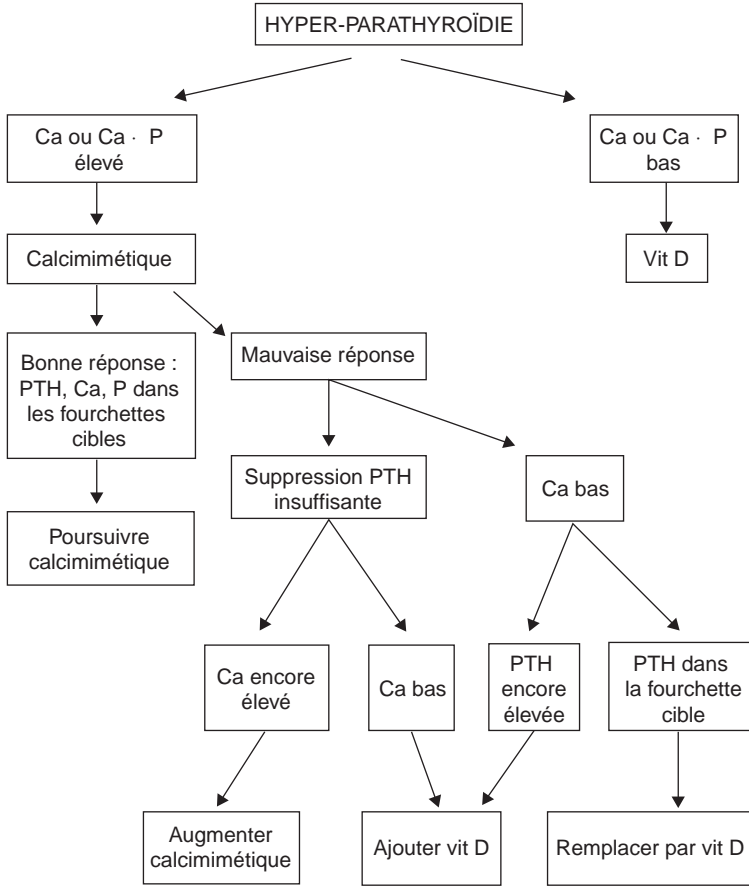 HYPER-PARATHYROÏDIE
Ca ou Ca · P
élevé
Ca ou Ca · P
bas
Calcimimétique
Vit D
Bonne réponse :
PTH, Ca, P dans
les fourchettes
cibles
Mauvaise réponse
Suppression PTH
insuffisante
Ca bas
Poursuivre
calcimimétique
Ca encore
élevé
Ca bas
PTH
encore
élevée
PTH dans
la fourchette
cible
Augmenter
calcimimétique
Ajouter vit D
Remplacer par vit D